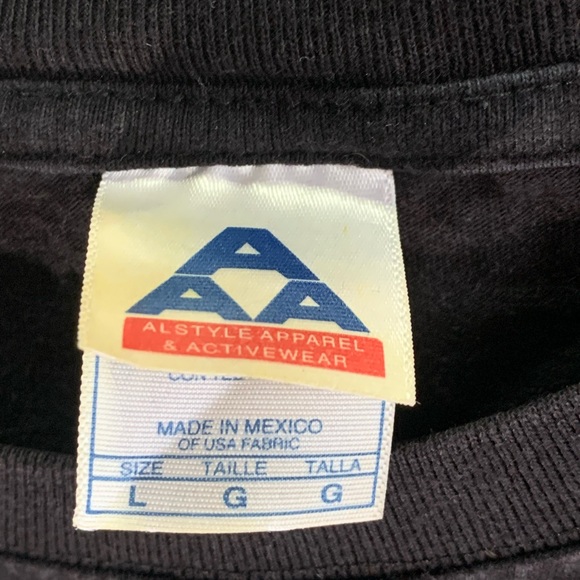 AAA
ALSTYLE APPAREL
& ACTIVEWEAR
MADE IN MEXICO
OF USA FABRIC
SIZE TAILLE TALLA
L G G